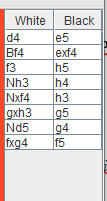 White Black
d4 e5
Bf4 exf4
f3 h5
Nh3 h4
Nxf4 h3
gxh3 g5
Nd5 g4
fxg4 f5